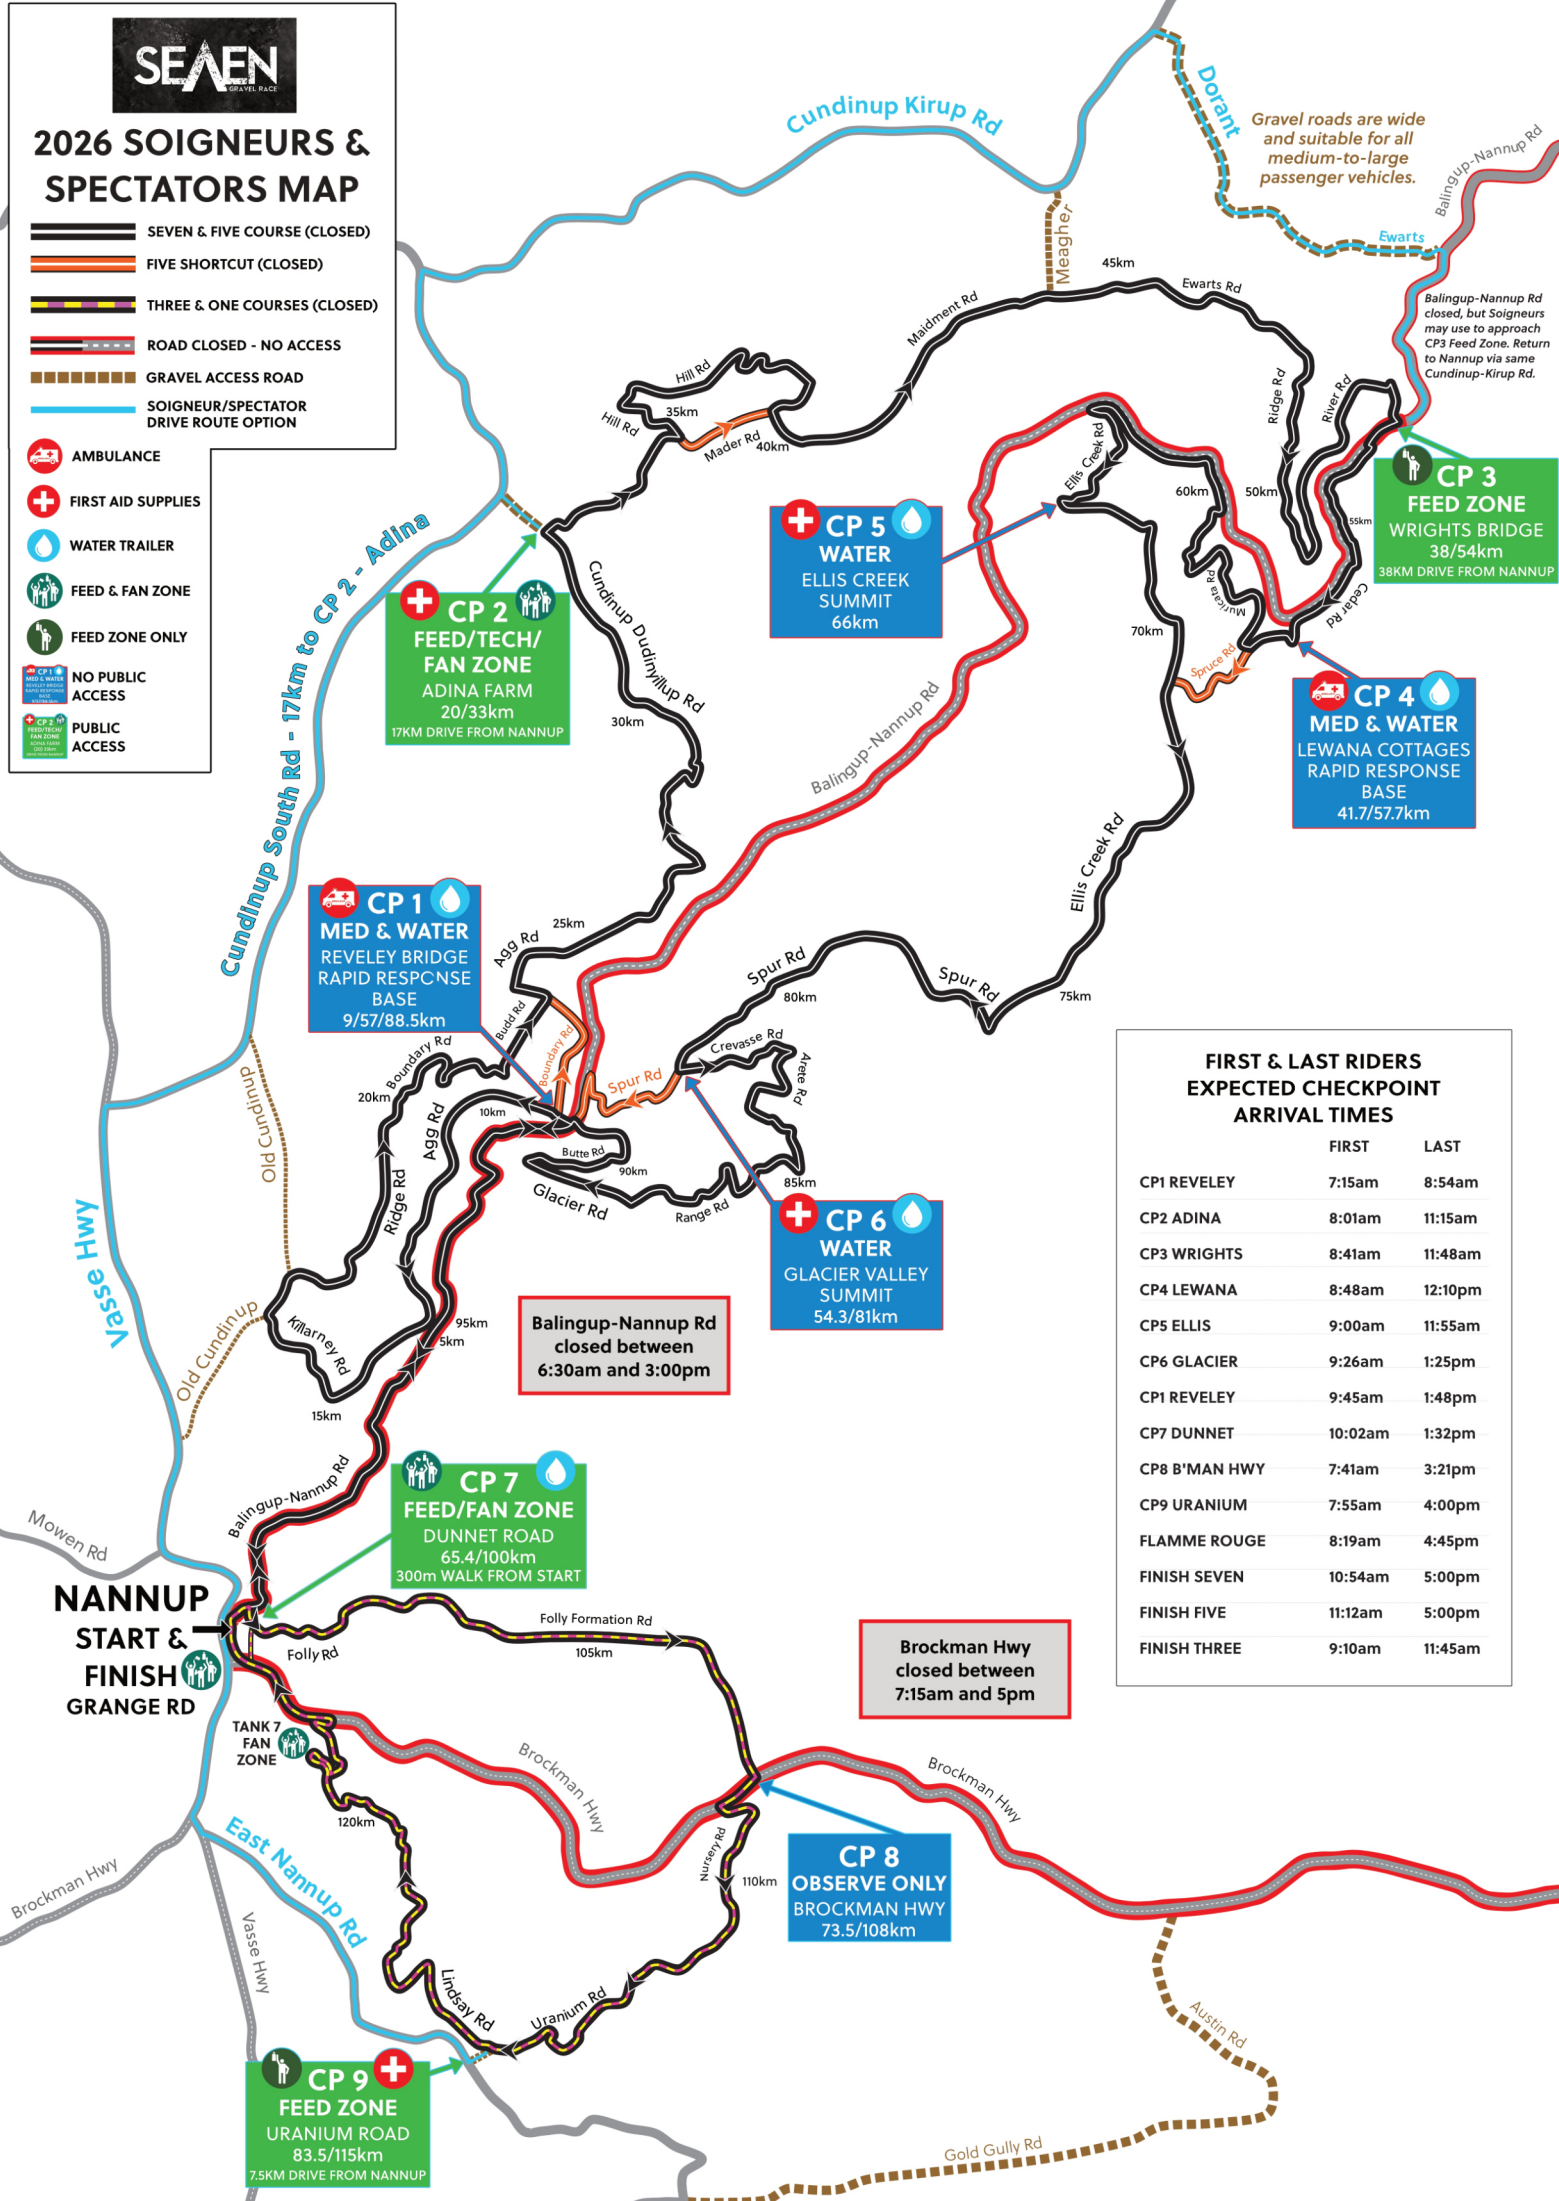 SEVEN
GRAVEL RACE
2026 SOIGNEURS &
SPECTATORS MAP
SEVEN & FIVE COURSE (CLOSED)
FIVE SHORTCUT (CLOSED)
THREE & ONE COURSES (CLOSED)
ROAD CLOSED - NO ACCESS
GRAVEL ACCESS ROAD
SOIGNEUR/SPECTATOR
DRIVE ROUTE OPTION
AMBULANCE
FIRST AID SUPPLIES
WATER TRAILER
FEED & FAN ZONE
FEED ZONE ONLY
NO PUBLIC
ACCESS
PUBLIC
ACCESS
Cundinup Kirup Rd
Dorant
Gravel roads are wide
and suitable for all
medium-to-large
passenger vehicles.
Balingup-Nannup Rd
Ewarts
Meagher
45km
Ewarts Rd
Maidment Rd
Balingup-Nannup Rd
closed, but Soigneurs
may use to approach
CP3 Feed Zone. Return
to Nannup via same
Cundinup-Kirup Rd.
Hill Rd
35km
Hill Rd
Mader Rd
40km
Ridge Rd
River Rd
Ellis Creek Rd
60km
50km
55km
CP 3
FEED ZONE
WRIGHTS BRIDGE
38/54km
38KM DRIVE FROM NANNUP
CP 5
WATER
ELLIS CREEK
SUMMIT
66km
Muricata Rd
Cedar Rd
70km
Spruce Rd
CP 4
MED & WATER
LEWANA COTTAGES
RAPID RESPONSE
BASE
41.7/57.7km
Cundinup South Rd - 17km to CP 2 - Adina
CP 2
FEED/TECH/
FAN ZONE
ADINA FARM
20/33km
17KM DRIVE FROM NANNUP
Cundinup Dudinyillup Rd
30km
Balingup-Nannup Rd
Ellis Creek Rd
CP 1
MED & WATER
REVELEY BRIDGE
RAPID RESPONSE
BASE
9/57/88.5km
Agg Rd
25km
Spur Rd
80km
Spur Rd
75km
Budd Rd
Boundary Rd
Boundary Rd
20km
Spur Rd
Crevasse Rd
Arete Rd
Old Cundinup
Agg Rd
10km
Butte Rd
90km
Ridge Rd
Glacier Rd
Range Rd
85km
CP 6
WATER
GLACIER VALLEY
SUMMIT
54.3/81km
Vasse Hwy
Old Cundinup
Killarney Rd
95km
5km
15km
Balingup-Nannup Rd
closed between
6:30am and 3:00pm
FIRST & LAST RIDERS
EXPECTED CHECKPOINT
ARRIVAL TIMES
FIRST LAST
CP1 REVELEY 7:15am 8:54am
CP2 ADINA 8:01am 11:15am
CP3 WRIGHTS 8:41am 11:48am
CP4 LEWANA 8:48am 12:10pm
CP5 ELLIS 9:00am 11:55am
CP6 GLACIER 9:26am 1:25pm
CP1 REVELEY 9:45am 1:48pm
CP7 DUNNET 10:02am 1:32pm
CP8 B'MAN HWY 7:41am 3:21pm
CP9 URANIUM 7:55am 4:00pm
FLAMME ROUGE 8:19am 4:45pm
FINISH SEVEN 10:54am 5:00pm
FINISH FIVE 11:12am 5:00pm
FINISH THREE 9:10am 11:45am
Balingup-Nannup Rd
Mowen Rd
CP 7
FEED/FAN ZONE
DUNNET ROAD
65.4/100km
300m WALK FROM START
NANNUP
START &
FINISH
GRANGE RD
Folly Rd
Folly Formation Rd
105km
Brockman Hwy
closed between
7:15am and 5pm
TANK 7
FAN
ZONE
Brockman Hwy
Brockman Hwy
120km
East Nannup Rd
Nursery Rd
110km
CP 8
OBSERVE ONLY
BROCKMAN HWY
73.5/108km
Brockman Hwy
Vasse Hwy
Lindsay Rd
Uranium Rd
Austin Rd
CP 9
FEED ZONE
URANIUM ROAD
83.5/115km
7.5KM DRIVE FROM NANNUP
Gold Gully Rd